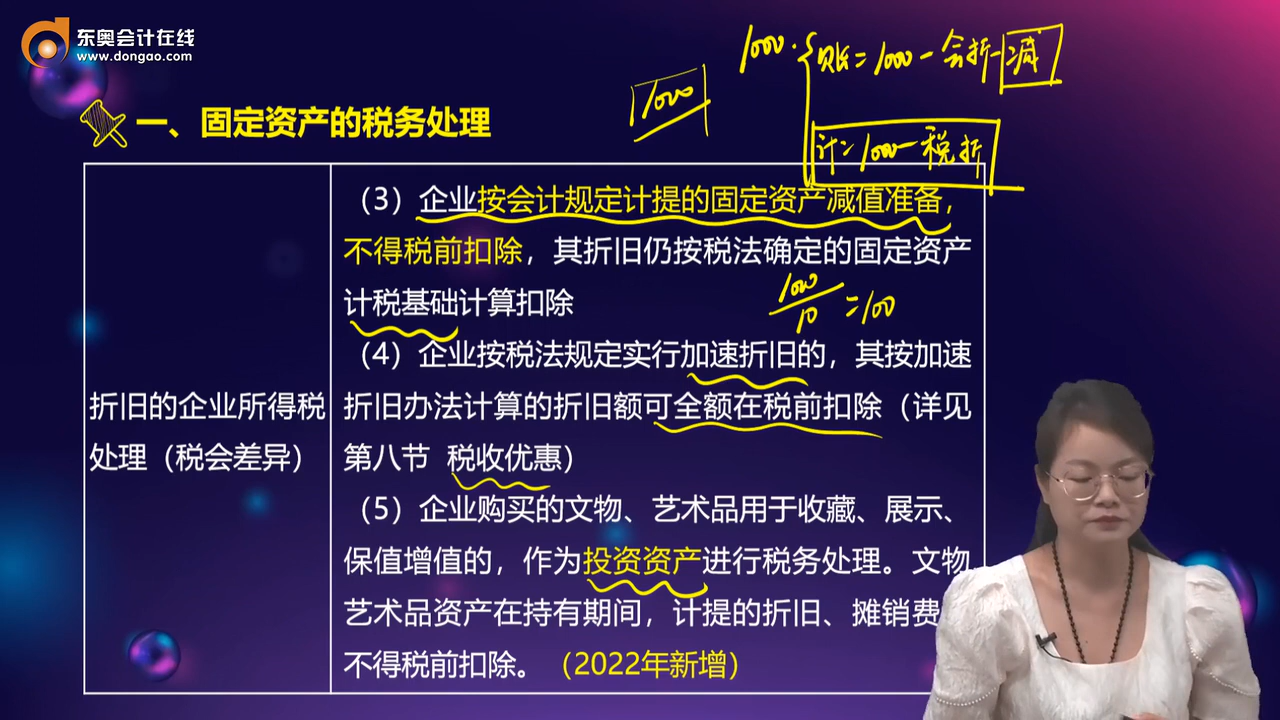 东奥会计在线
www.dongao.com
1000
1000.
账=1000-会折-减
计=1000-税折
一、固定资产的税务处理
折旧的企业所得税
处理（税会差异）
（3）企业按会计规定计提的固定资产减值准备，
不得税前扣除，其折旧仍按税法确定的固定资产
计税基础计算扣除
1000
10
=100
（4）企业按税法规定实行加速折旧的，其按加速
折旧办法计算的折旧额可全额在税前扣除（详见
第八节 税收优惠）
（5）企业购买的文物、艺术品用于收藏、展示、
保值增值的，作为投资资产进行税务处理。文物
艺术品资产在持有期间，计提的折旧、摊销费
不得税前扣除。（2022年新增）